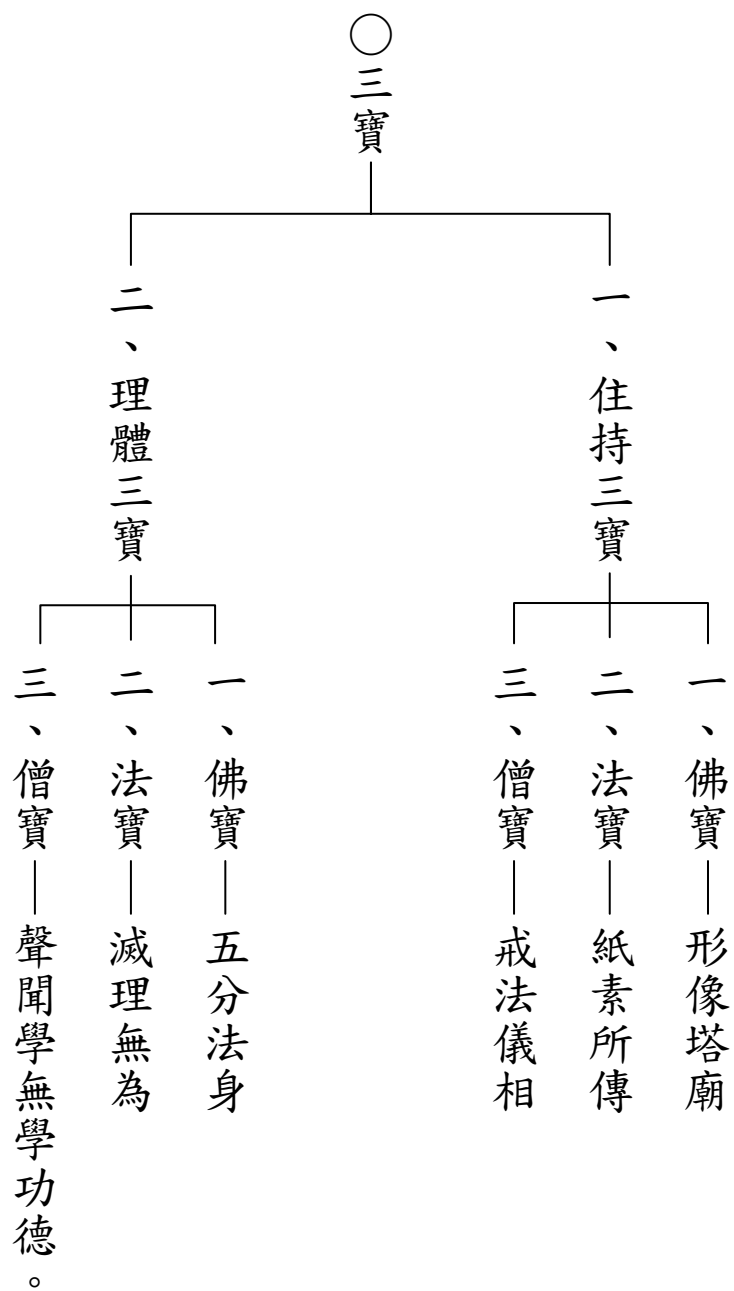 ○三寶
一、住持三寶
一、佛寶
形像塔廟
二、法寶
紙素所傳
三、僧寶
戒法儀相
二、理體三寶
一、佛寶
五分法身
二、法寶
滅理無為
三、僧寶
聲聞學無學功德。